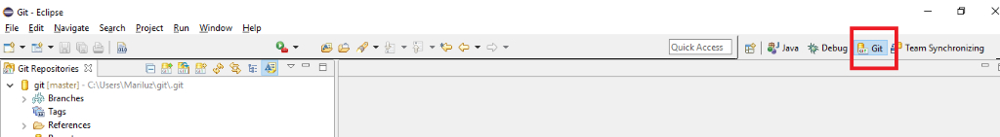 Git - Eclipse
File Edit Navigate Search Project Run Window Help
Quick Access Java Debug Git Team Synchronizing
Git Repositories
git [master] - C:\Users\Mariluz\git\.git
Branches
Tags
References